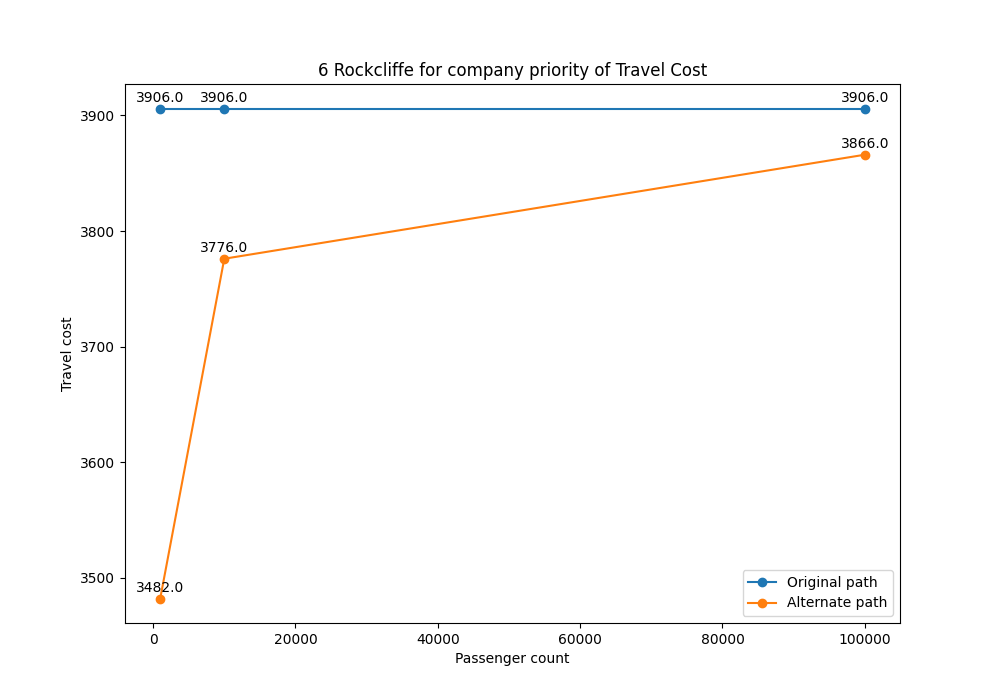 6 Rockcliffe for company priority of Travel Cost
3906.0 3906.0 3906.0
3900
3866.0
3800
3776.0
3700
Travel cost
3600
3500
3482.0
Original path
Alternate path
0 20000 40000 60000 80000 100000
Passenger count